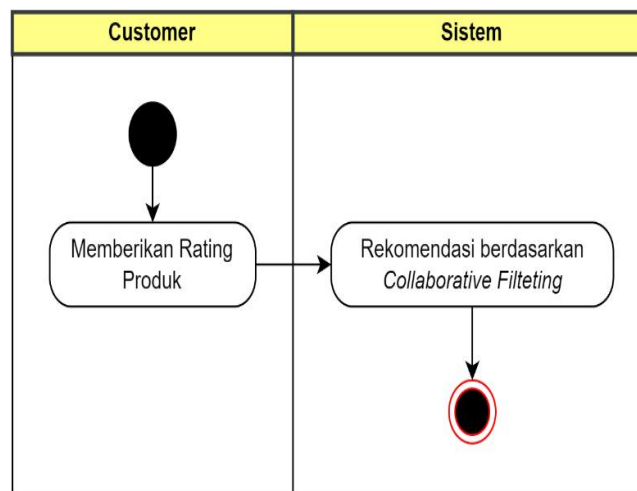 Customer
Sistem
Memberikan Rating
Produk
Rekomendasi berdasarkan
Collaborative Filteting